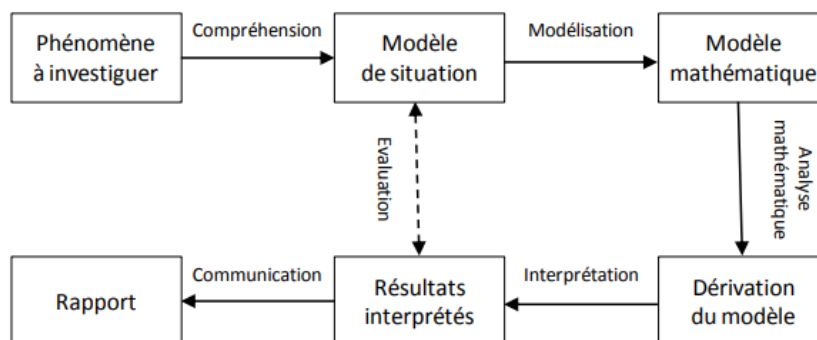 Phénomène
à investiguer
Compréhension
Modèle
de situation
Modélisation
Modèle
mathématique
Evaluation
Analyse
mathématique
Rapport
Communication
Résultats
interprétés
Interprétation
Dérivation
du modèle